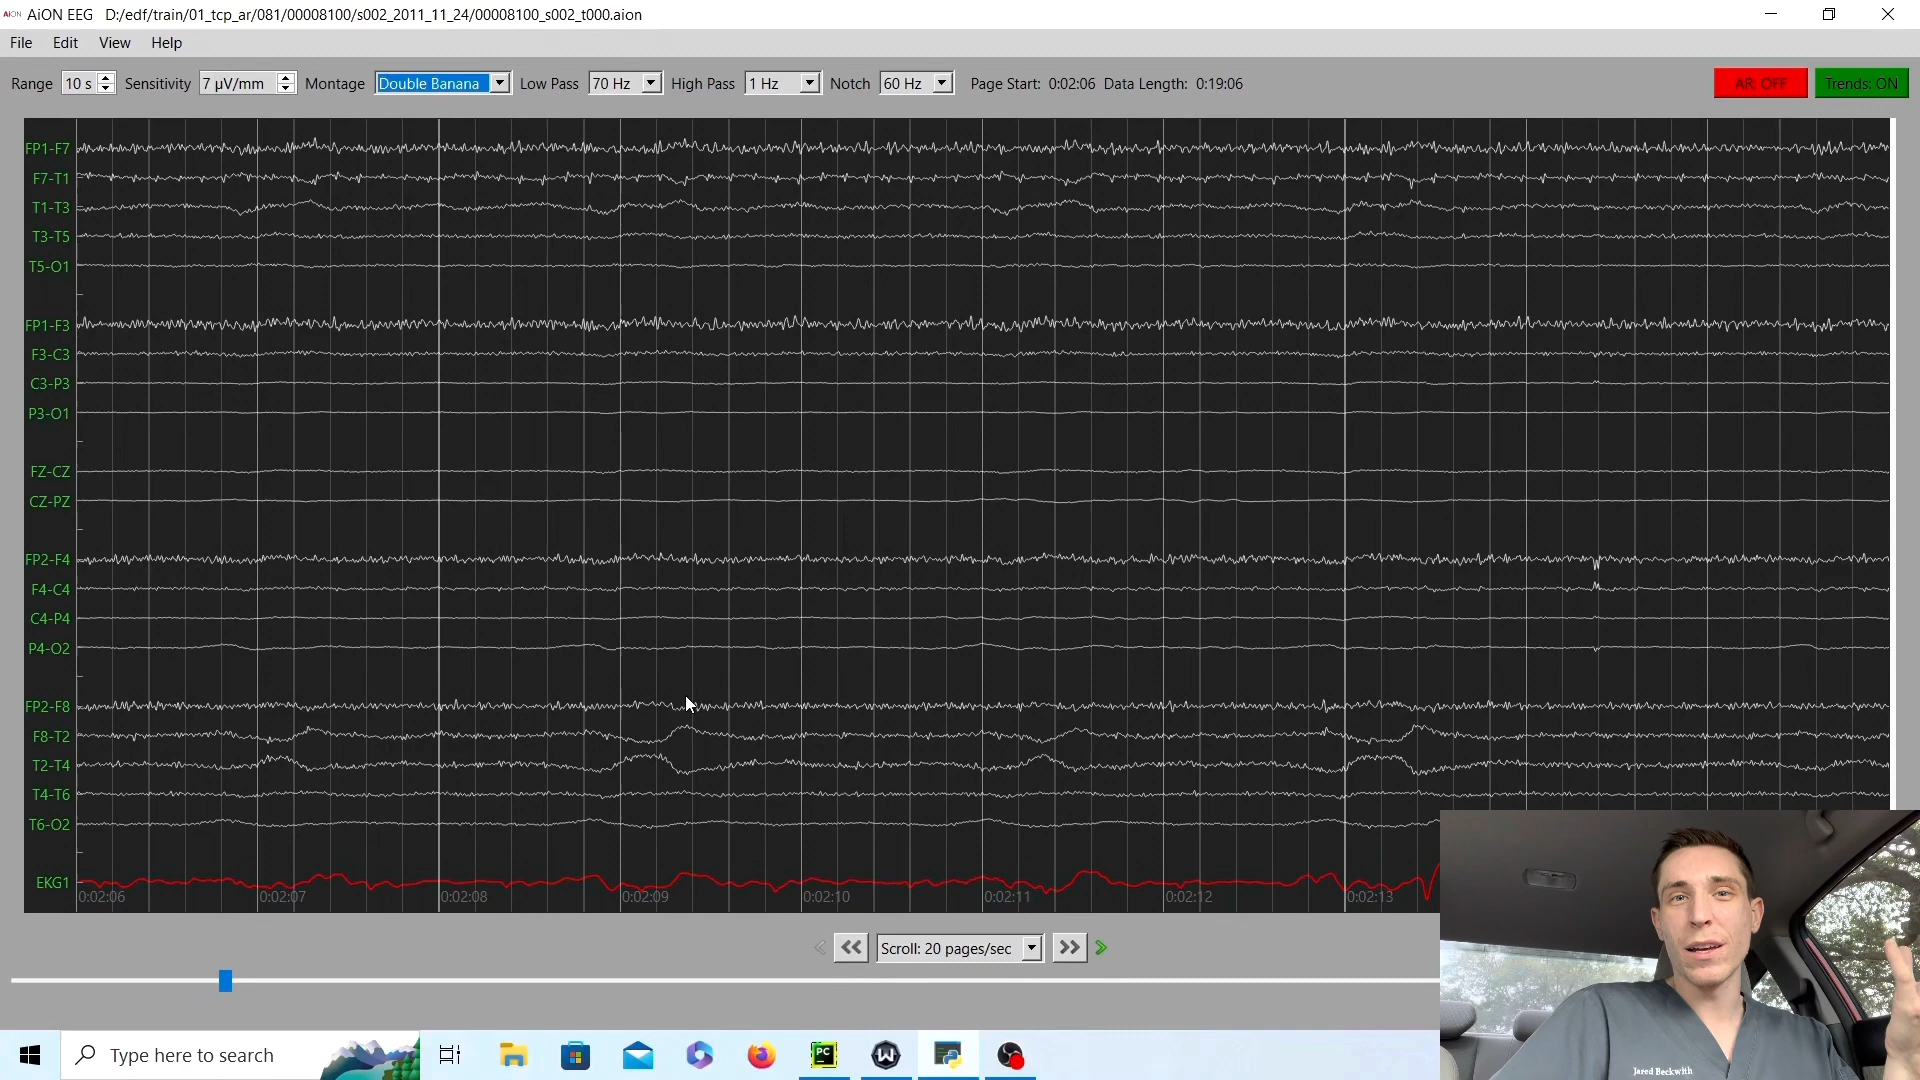 AiON AiON EEG D:/edf/train/01_tcp_ar/081/00008100/s002_2011_11_24/00008100_s002_t000.aion
File Edit View Help
Range 10 s Sensitivity 7 µV/mm Montage Double Banana Low Pass 70 Hz High Pass 1 Hz Notch 60 Hz Page Start: 0:02:06 Data Length: 0:19:06 AR: OFF Trends: ON
FP1-F7
F7-T1
T1-T3
T3-T5
T5-O1
FP1-F3
F3-C3
C3-P3
P3-O1
FZ-CZ
CZ-PZ
FP2-F4
F4-C4
C4-P4
P4-O2
FP2-F8
F8-T2
T2-T4
T4-T6
T6-O2
EKG1
0:02:06 0:02:07 0:02:08 0:02:09 0:02:10 0:02:11 0:02:12 0:02:13
Scroll: 20 pages/sec
Type here to search
PC
W
Jared Beckwith